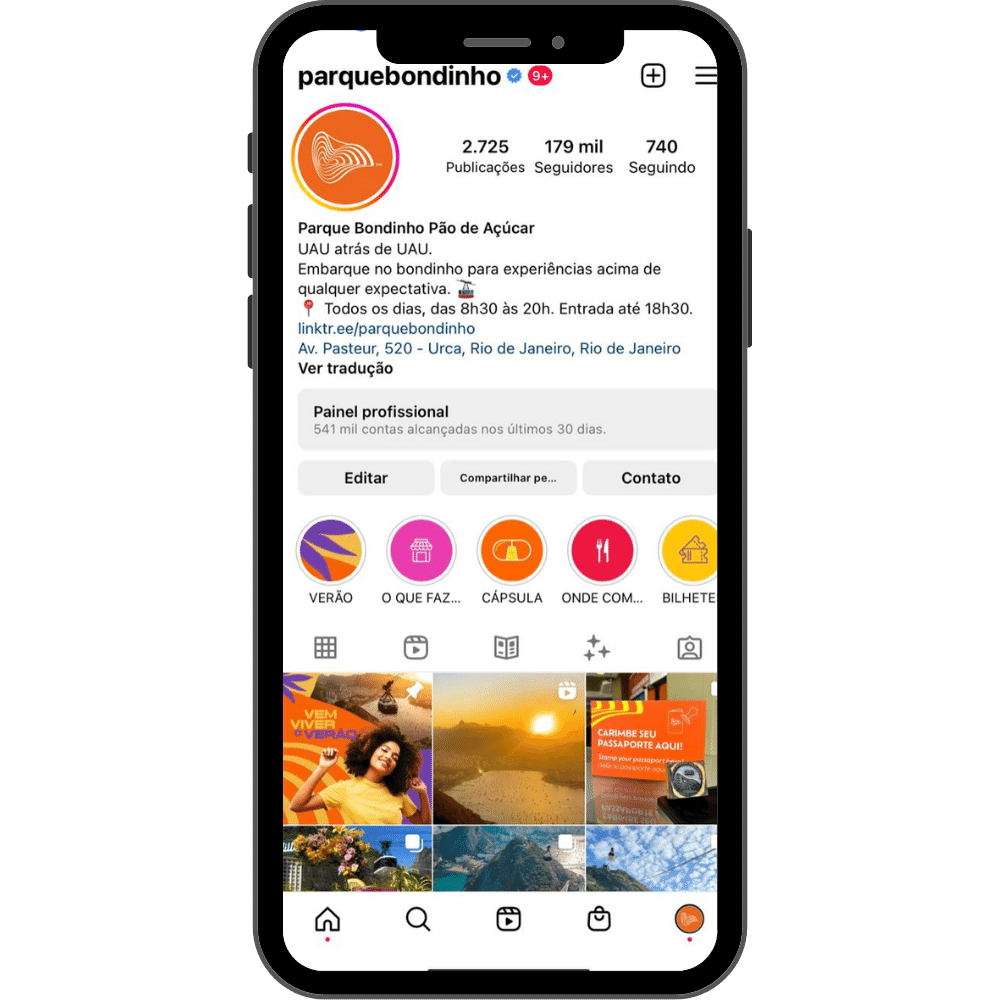 parquebondinho 9+
2.725 179 mil 740
Publicações Seguidores Seguindo
Parque Bondinho Pão de Açúcar
UAU atrás de UAU.
Embarque no bondinho para experiências acima de
qualquer expectativa.
Todos os dias, das 8h30 às 20h. Entrada até 18h30.
linktr.ee/parquebondinho
Av. Pasteur, 520 - Urca, Rio de Janeiro, Rio de Janeiro
Ver tradução
Painel profissional
541 mil contas alcançadas nos últimos 30 dias.
Editar Compartilhar pe... Contato
VERÃO O QUE FAZ... CÁPSULA ONDE COM... BILHETE
VEM
VIVER
O VERÃO
CARIMBE SEU
PASSAPORTE AQUI!
Stamp your passaport here!